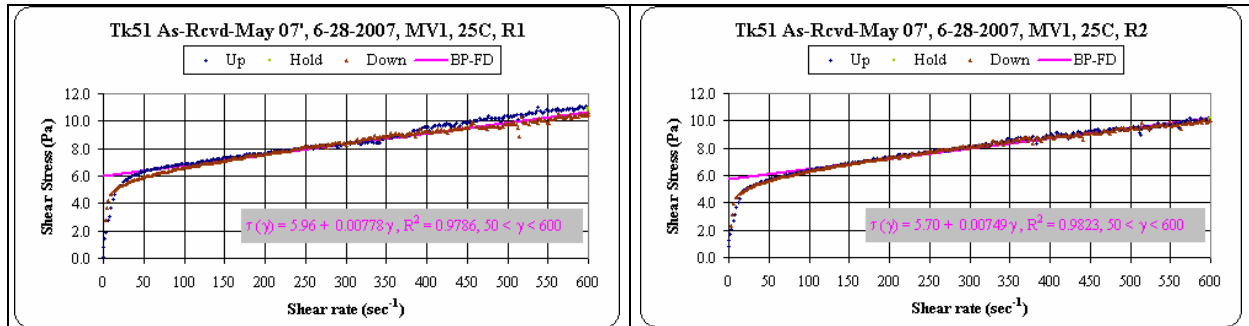 Tk51 As-Rcvd-May 07', 6-28-2007, MV1, 25C, R1
Up Hold Down BP-FD
Shear Stress (Pa)
12.0
10.0
8.0
6.0
4.0
2.0
0.0
τ(γ) = 5.96 + 0.00778γ, R² = 0.9786, 50 < γ < 600
0 50 100 150 200 250 300 350 400 450 500 550 600
Shear rate (sec⁻¹)
Tk51 As-Rcvd-May 07', 6-28-2007, MV1, 25C, R2
Up Hold Down BP-FD
Shear Stress (Pa)
12.0
10.0
8.0
6.0
4.0
2.0
0.0
τ(γ) = 5.70 + 0.00749γ, R² = 0.9823, 50 < γ < 600
0 50 100 150 200 250 300 350 400 450 500 550 600
Shear rate (sec⁻¹)